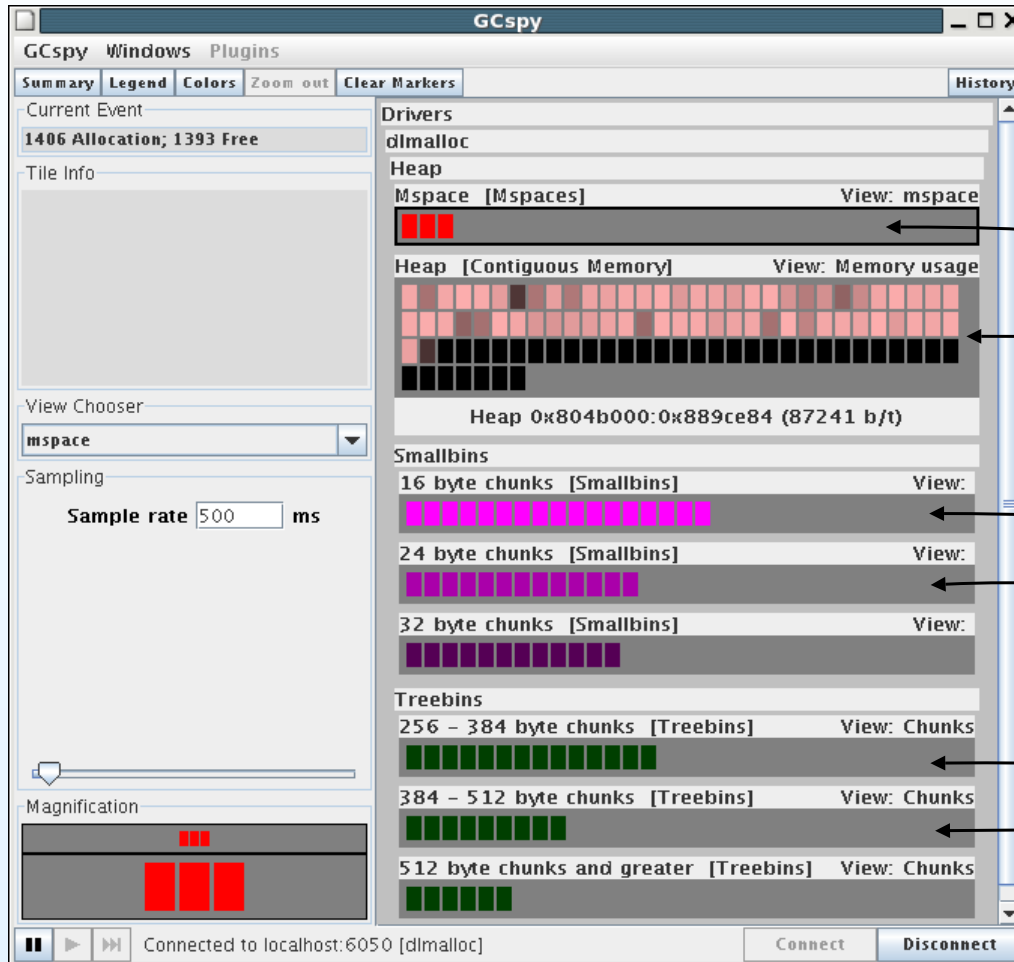 GCspy
GCspy Windows Plugins
Summary Legend Colors Zoom out Clear Markers History
Current Event
1406 Allocation; 1393 Free
Tile Info
View Chooser
mspace
Sampling
Sample rate 500 ms
Magnification
Drivers
dlmalloc
Heap
Mspace [Mspaces] View: mspace
Heap [Contiguous Memory] View: Memory usage
Heap 0x804b000:0x889ce84 (87241 b/t)
Smallbins
16 byte chunks [Smallbins] View:
24 byte chunks [Smallbins] View:
32 byte chunks [Smallbins] View:
Treebins
256 - 384 byte chunks [Treebins] View: Chunks
384 - 512 byte chunks [Treebins] View: Chunks
512 byte chunks and greater [Treebins] View: Chunks
Connected to localhost:6050 [dlmalloc] Connect Disconnect